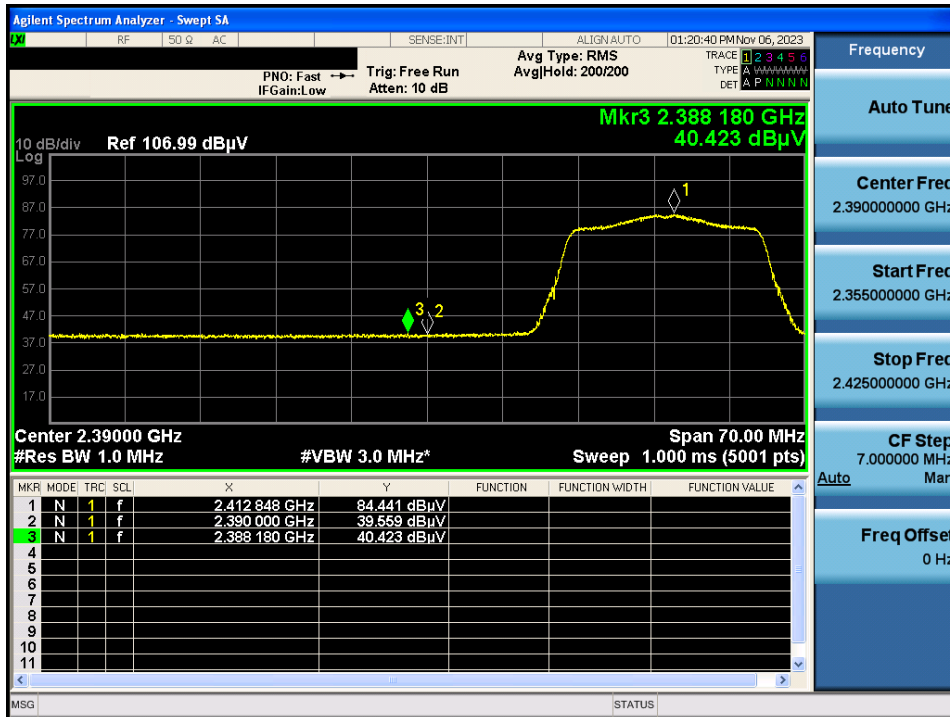 Agilent Spectrum Analyzer - Swept SA
LXI RF 50 Ω AC SENSE:INT ALIGN AUTO 01:20:40 PM Nov 06, 2023
Frequency
PNO: Fast Trig: Free Run Avg Type: RMS TRACE 1 2 3 4 5 6
IFGain:Low Atten: 10 dB Avg|Hold: 200/200 TYPE A WWWWW
DET A P N N N N
Auto Tune
Mkr3 2.388 180 GHz
40.423 dBµV
10 dB/div Ref 106.99 dBµV
Log
97.0
87.0
77.0
67.0
57.0
47.0
37.0
27.0
17.0
1
3
2
Center 2.39000 GHz Span 70.00 MHz
#Res BW 1.0 MHz #VBW 3.0 MHz* Sweep 1.000 ms (5001 pts)
Center Freq
2.390000000 GHz
Start Freq
2.355000000 GHz
Stop Freq
2.425000000 GHz
CF Step
7.000000 MHz
Auto Man
Freq Offset
0 Hz
MKR MODE TRC SCL X Y FUNCTION FUNCTION WIDTH FUNCTION VALUE
1 N 1 f 2.412 848 GHz 84.441 dBµV
2 N 1 f 2.390 000 GHz 39.559 dBµV
3 N 1 f 2.388 180 GHz 40.423 dBµV
4
5
6
7
8
9
10
11
MSG STATUS